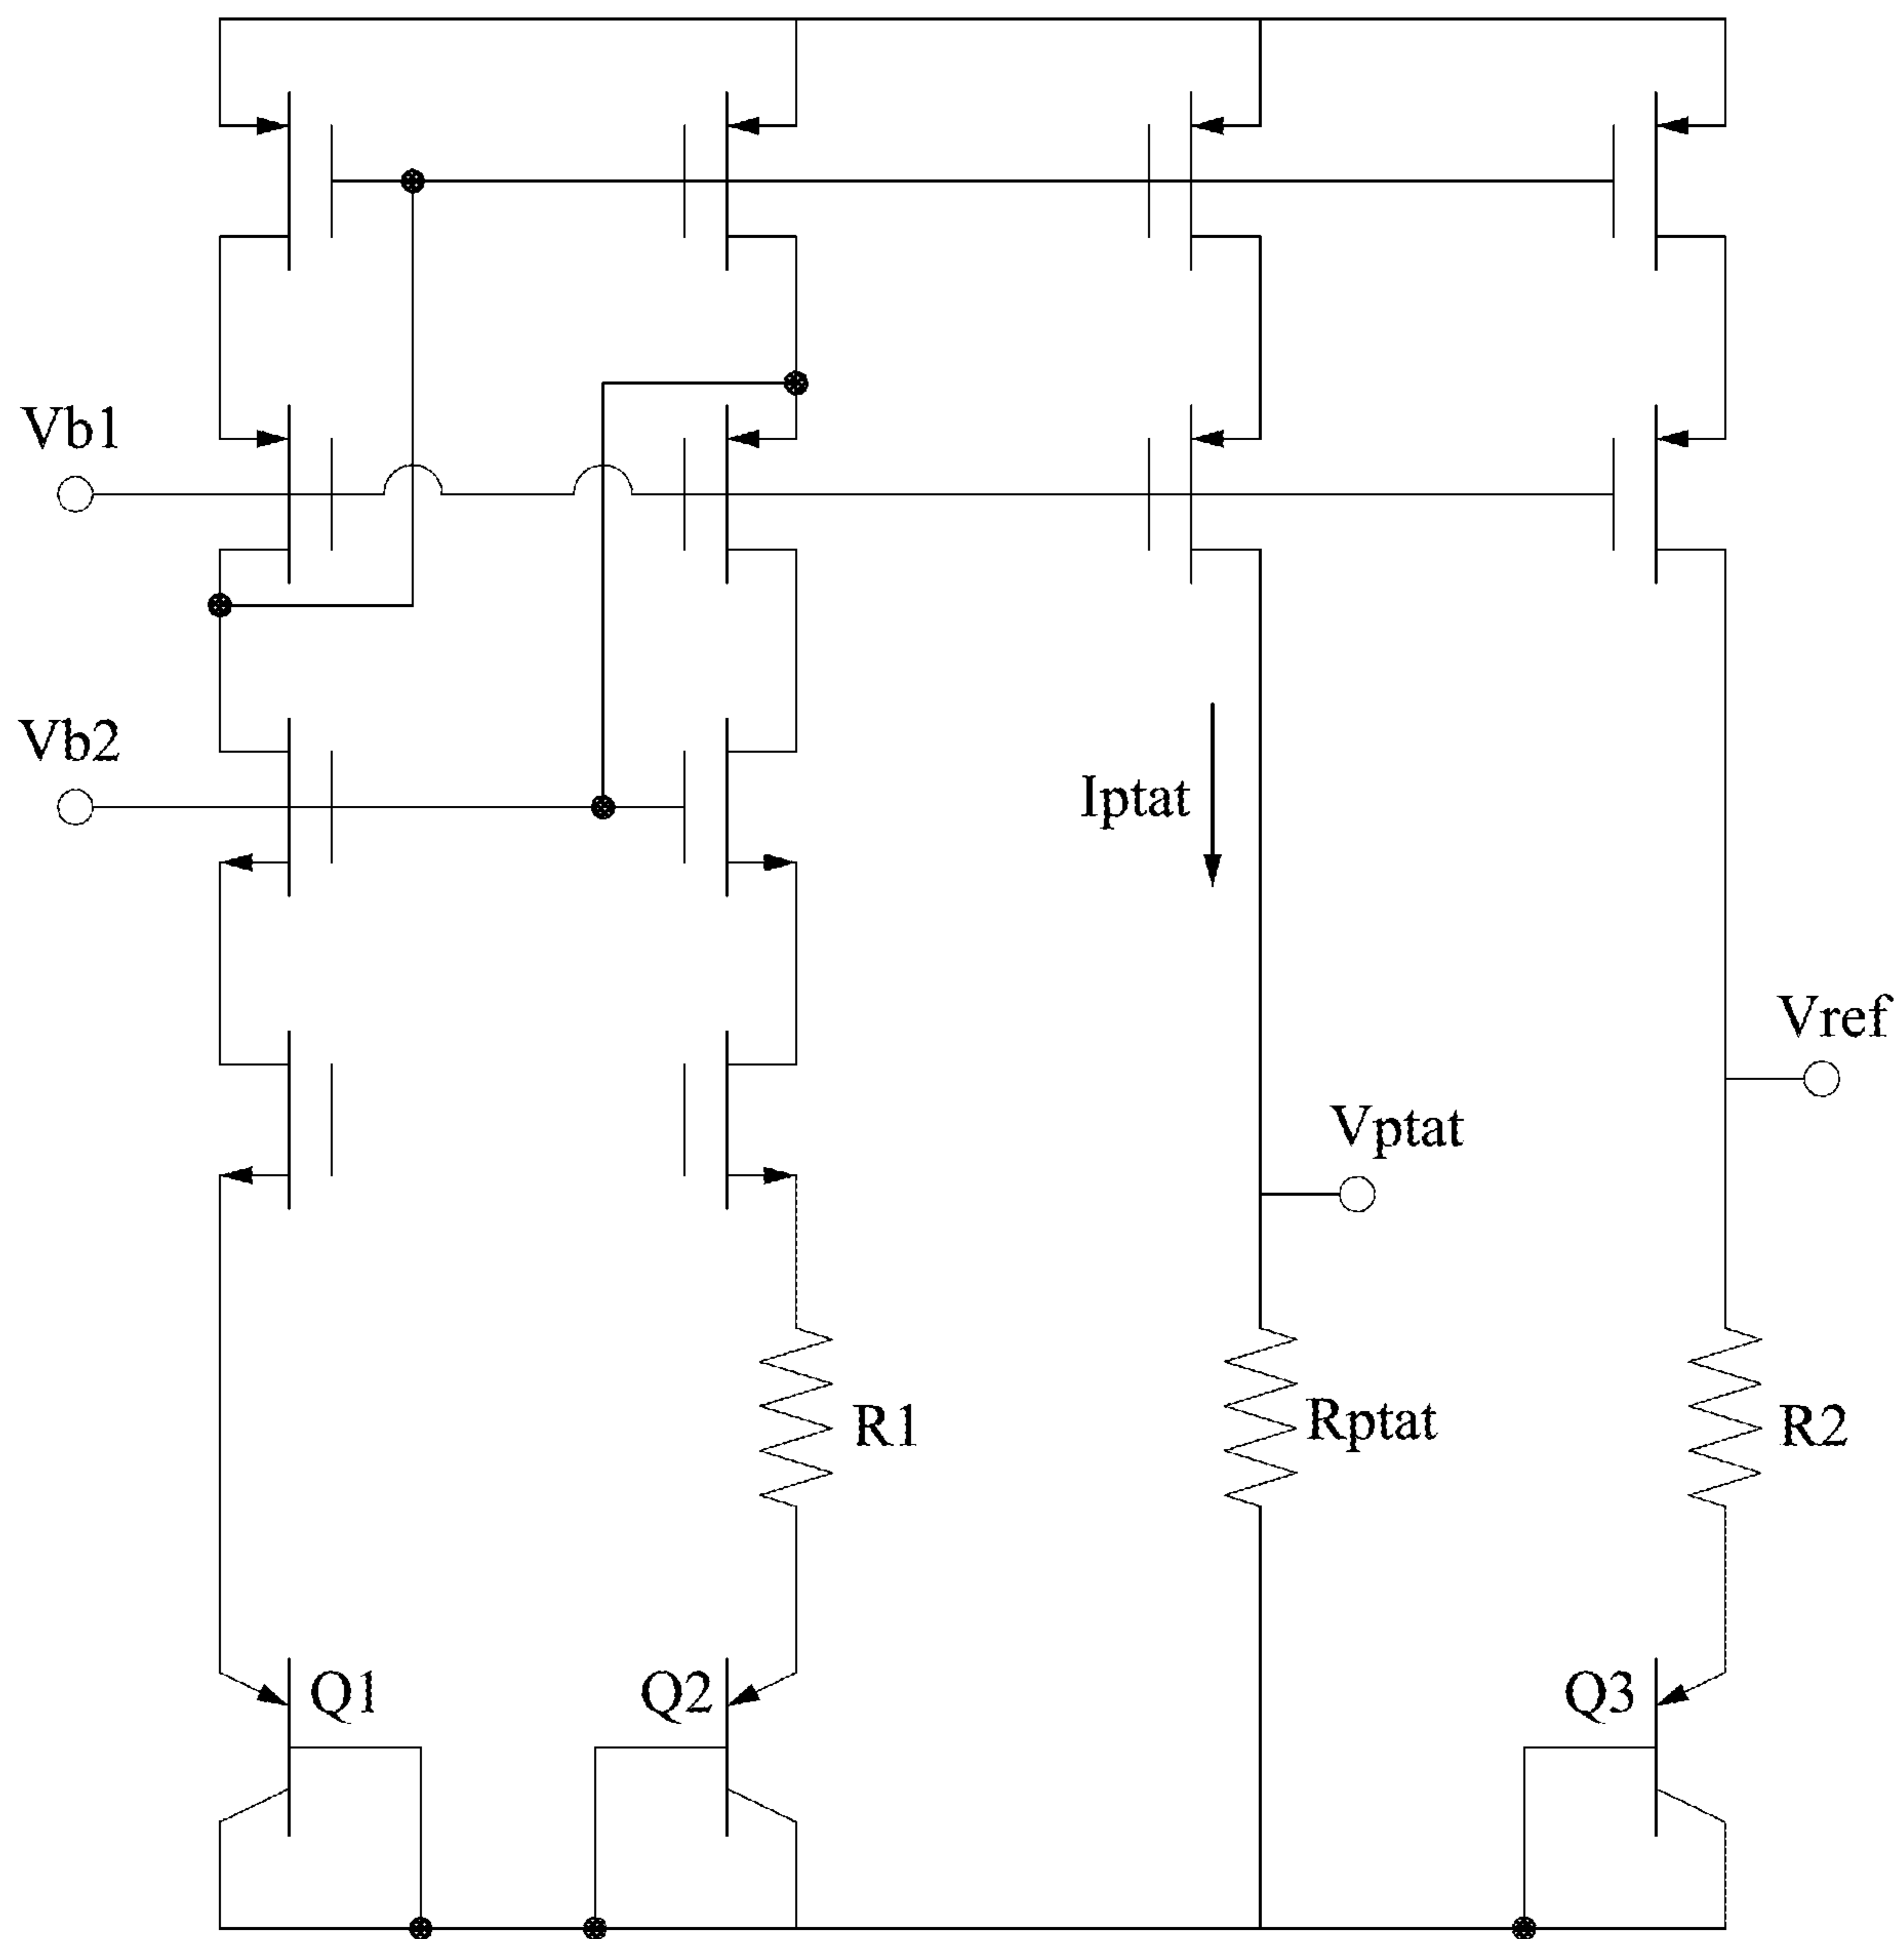 Vb1
Vb2
Iptat
Vref
Vptat
R1
Rptat
R2
Q1
Q2
Q3